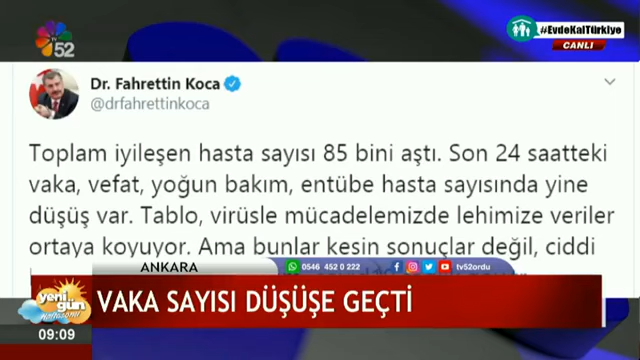 52
#EvdeKalTürkiye
CANLI
Dr. Fahrettin Koca
@drfahrettinkoca
Toplam iyileşen hasta sayısı 85 bini aştı. Son 24 saatteki
vaka, vefat, yoğun bakım, entübe hasta sayısında yine
düşüş var. Tablo, virüsle mücadelemizde lehimize veriler
ortaya koyuyor. Ama bunlar kesin sonuçlar değil, ciddi
ANKARA
0546 452 0 222
tv52ordu
VAKA SAYISI DÜŞÜŞE GEÇTİ
yeni
gün
Haftasonu
09:09